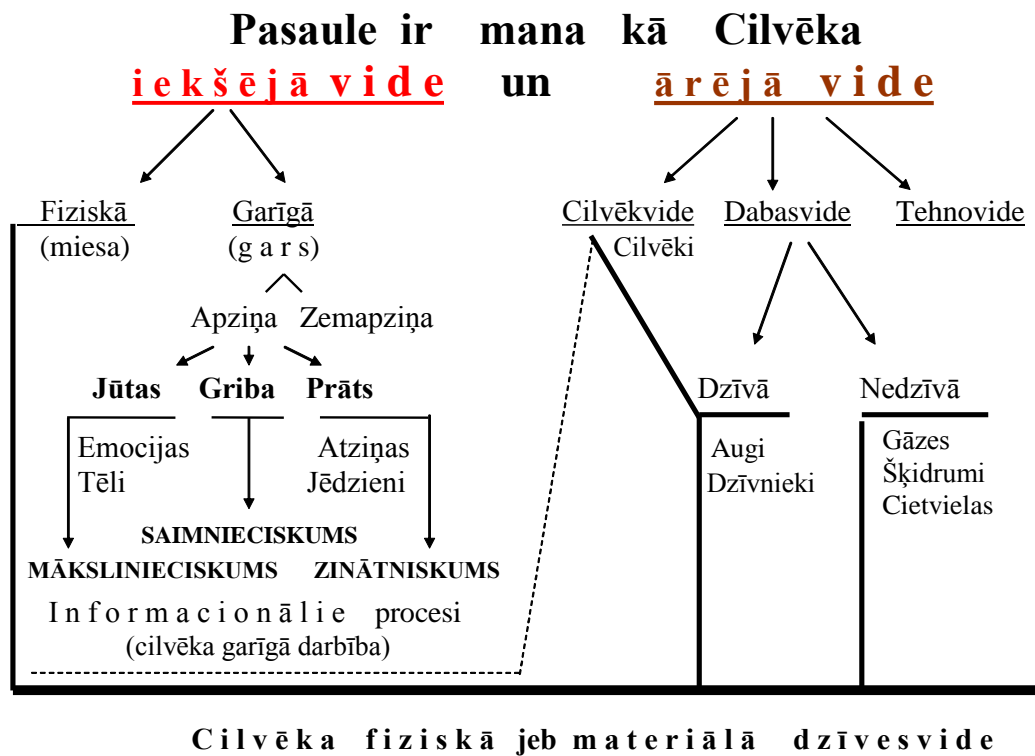 Pasaule ir mana kā Cilvēka
iekšējā vide un ārējā vide
Fiziskā Garīgā Cilvēkvide Dabasvide Tehnovide
(miesa) (gars) Cilvēki
Apziņa Zemapziņa
Jūtas Griba Prāts Dzīvā Nedzīvā
Emocijas Atziņas Augi Gāzes
Tēli Jēdzieni Dzīvnieki Šķidrumi
Cietvielas
SAIMNIECISKUMS
MĀKSLINIECISKUMS ZINĀTNISKUMS
Informacionālie procesi
(cilvēka garīgā darbība)
Cilvēka fiziskā jeb materiālā dzīvesvide